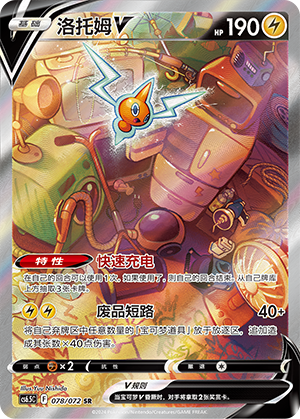 基础
洛托姆V
HP 190
特性 快速充电
在自己的回合可以使用1次，如果使用了，则自己的回合结束。从自己牌库
上方抽取3张卡牌。
废品短路 40+
将自己弃牌区中任意数量的「宝可梦道具」放于放逐区，追加造
成其张数×40点伤害。
弱点 ×2 抵抗力 撤退
Illus. Yuu Nishida
V规则
CS6.5C F 078/072 SR
当宝可梦V昏厥时，对手将拿取2张奖赏卡。